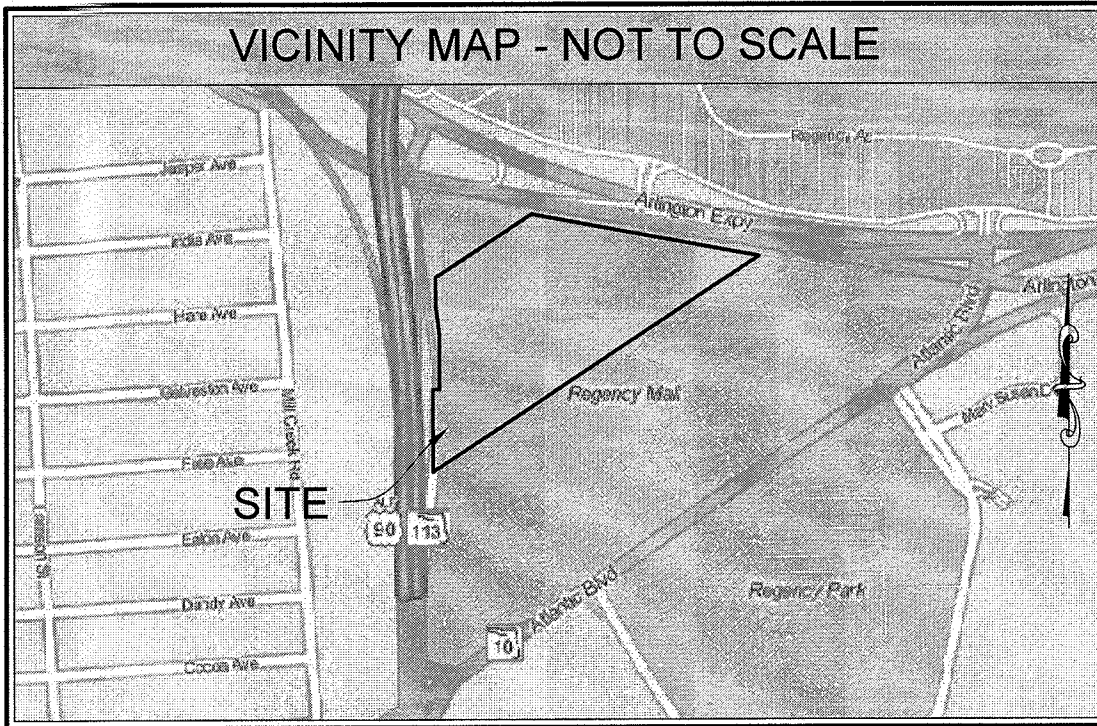 VICINITY MAP - NOT TO SCALE
Regency
Jasper Ave
Arlington Expy
India Ave
Arlington
Hare Ave
Atlantic Blvd
Galveston Ave
Regency Mall
Mary Susan D
Mill Creek Rd
Fario Ave
SITE
90
113
Eaton Ave
Regency Park
Dandy Ave
Atlantic Blvd
10
Cocoa Ave